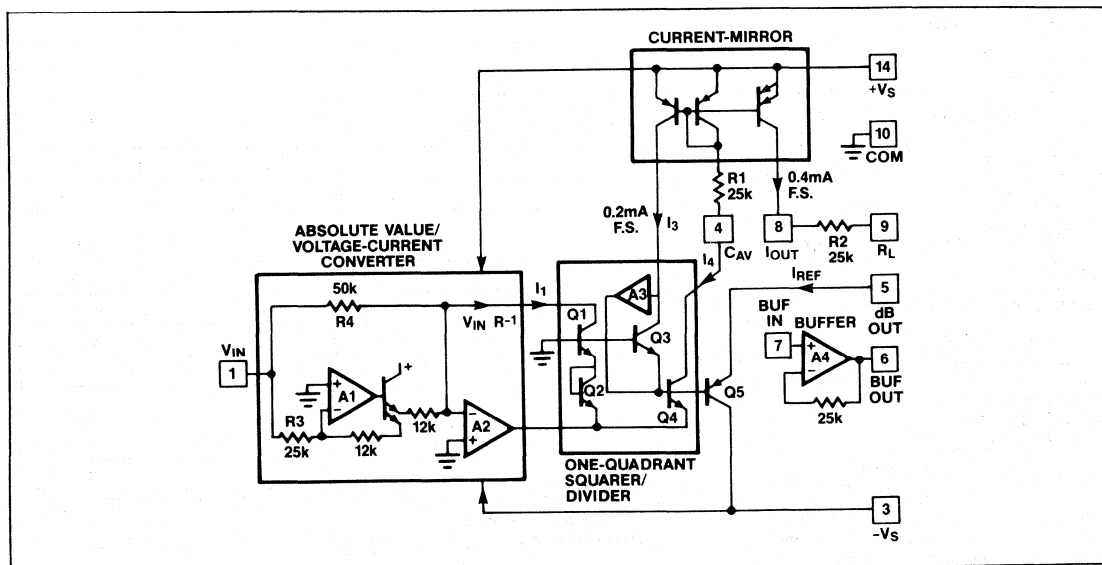 CURRENT-MIRROR
14
+VS
10
COM
R1
25k
0.4mA
F.S.
0.2mA
F.S.
I3
4
CAV
I4
8
IOUT
R2
25k
9
RL
ABSOLUTE VALUE/
VOLTAGE-CURRENT
CONVERTER
50k
R4
I1
VIN R-1
A3
Q1
Q3
Q2
Q4
Q5
IREF
5
dB
OUT
BUF
IN
7
BUFFER
+
A4
−
6
BUF
OUT
25k
VIN
1
+
A1
−
+
R3
25k
12k
12k
−
A2
+
ONE-QUADRANT
SQUARER/
DIVIDER
3
−VS